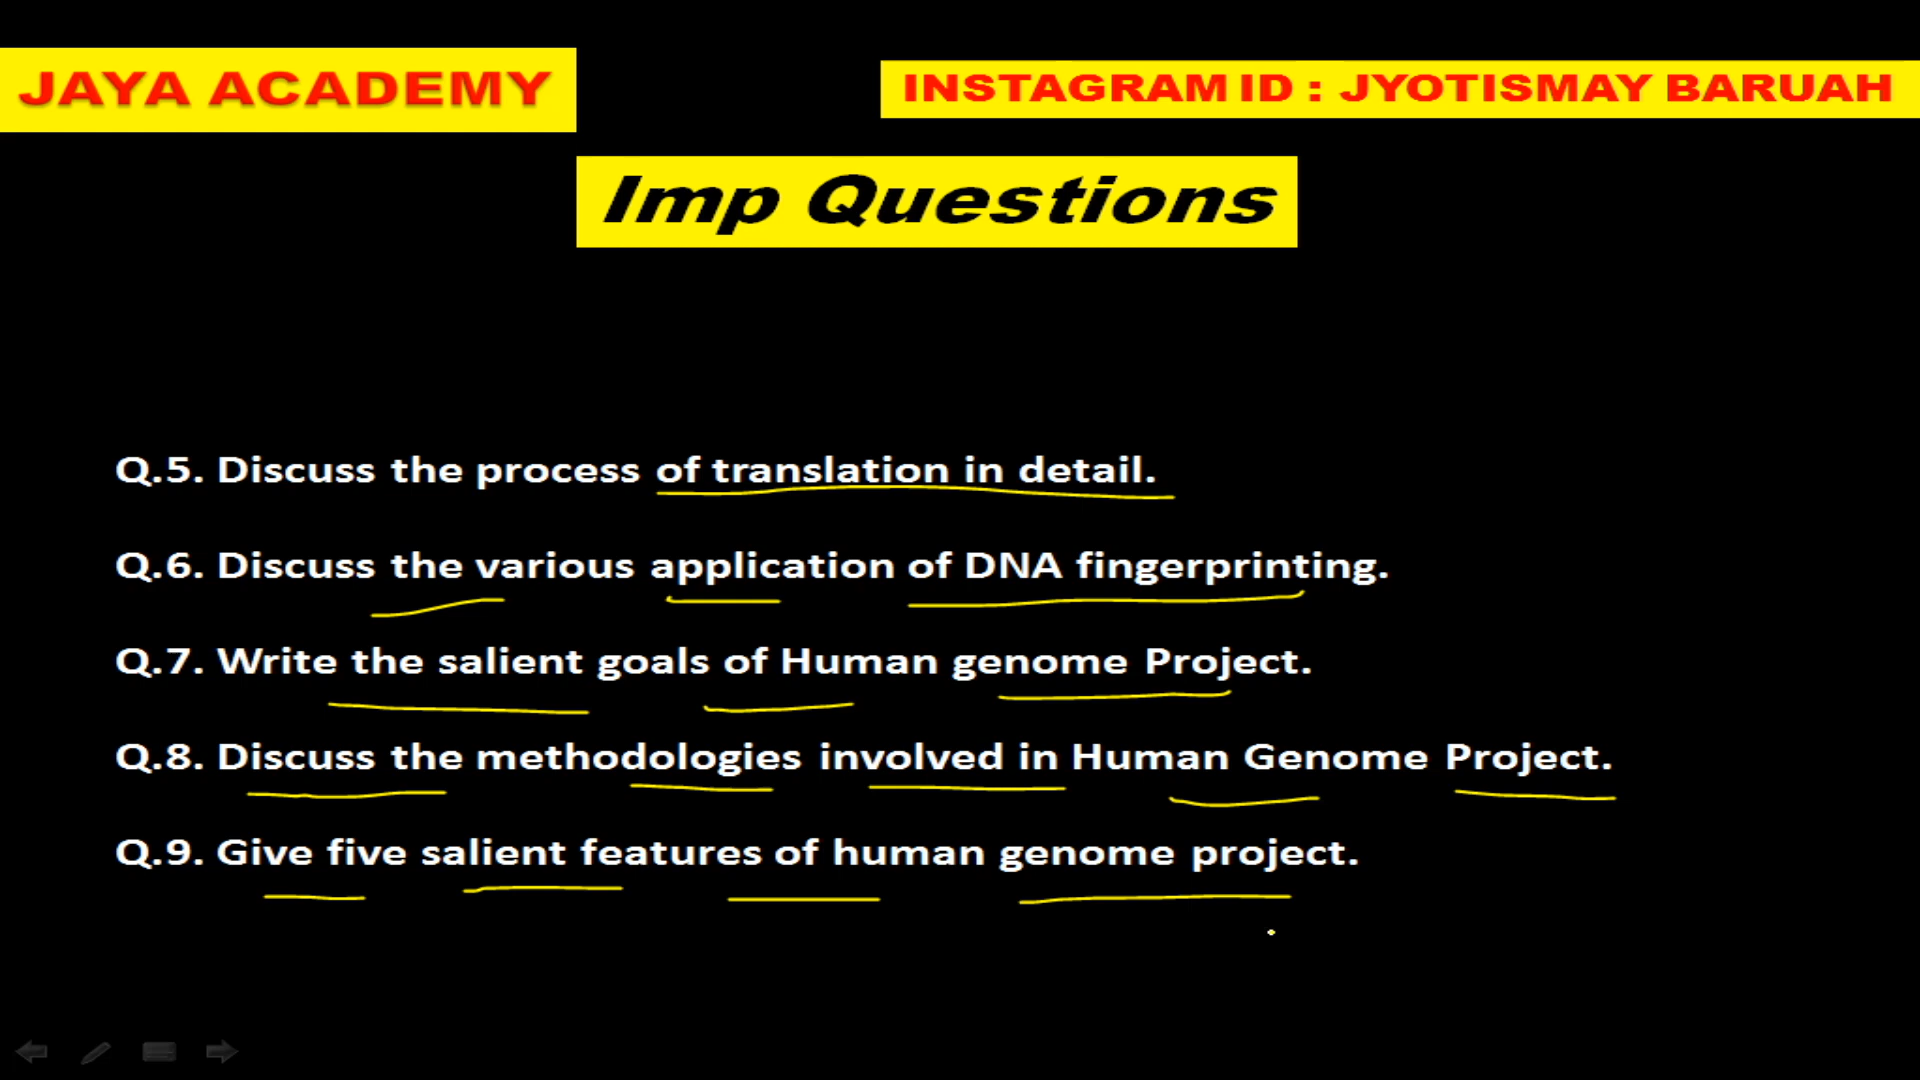 JAYA ACADEMY
INSTAGRAM ID : JYOTISMAY BARUAH
Imp Questions
Q.5. Discuss the process of translation in detail.
Q.6. Discuss the various application of DNA fingerprinting.
Q.7. Write the salient goals of Human genome Project.
Q.8. Discuss the methodologies involved in Human Genome Project.
Q.9. Give five salient features of human genome project.